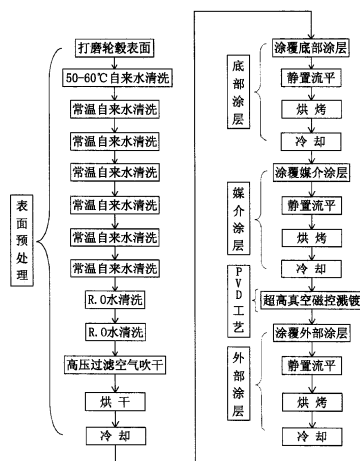 表面预处理
打磨轮毂表面
50-60℃自来水清洗
常温自来水清洗
常温自来水清洗
常温自来水清洗
常温自来水清洗
常温自来水清洗
常温自来水清洗
R.O水清洗
R.O水清洗
高压过滤空气吹干
烘干
冷却
底部涂层
涂覆底部涂层
静置流平
烘烤
冷却
媒介涂层
涂覆媒介涂层
静置流平
烘烤
冷却
PVD工艺
超高真空磁控溅镀
外部涂层
涂覆外部涂层
静置流平
烘烤
冷却